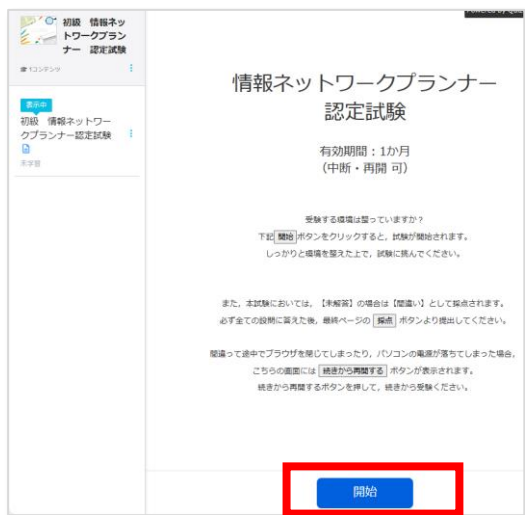 初級 情報ネッ
トワークプラン
ナー 認定試験
1コンテンツ
表示中
初級 情報ネットワー
クプランナー認定試験
未学習
情報ネットワークプランナー
認定試験
有効期間：1か月
（中断・再開 可）
受験する環境は整っていますか？
下記 開始 ボタンをクリックすると，試験が開始されます。
しっかりと環境を整えた上で，試験に挑んでください。
また，本試験においては，【未解答】の場合は【間違い】として採点されます。
必ず全ての設問に答えた後，最終ページの 採点 ボタンより提出してください。
間違って途中でブラウザを閉じてしまったり，パソコンの電源が落ちてしまった場合，
こちらの画面には 続きから再開する ボタンが表示されます。
続きから再開するボタンを押して，続きから受験ください。
開始